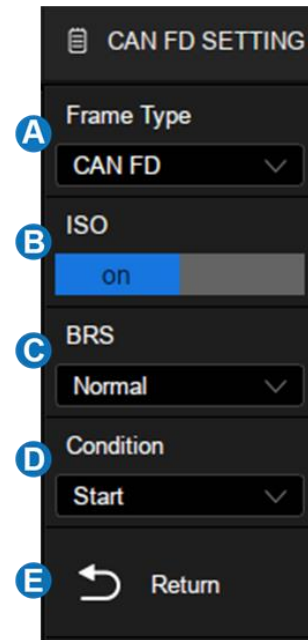 CAN FD SETTING
A
Frame Type
CAN FD
B
ISO
on
C
BRS
Normal
D
Condition
Start
E
Return